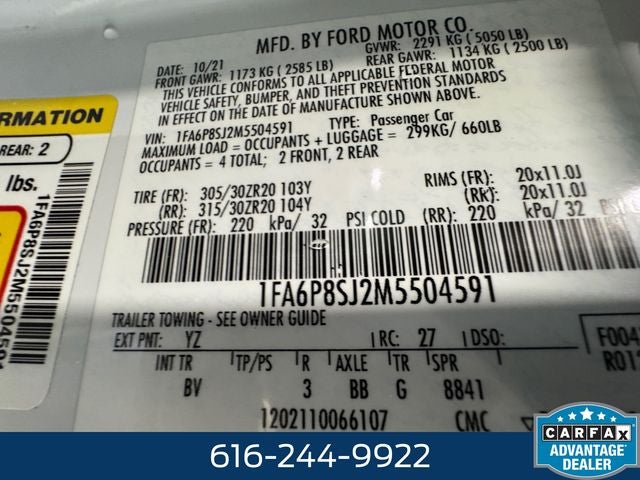 MFD. BY FORD MOTOR CO.
DATE: 10/21 GVWR: 2291 KG ( 5050 LB)
FRONT GAWR: 1173 KG ( 2585 LB) REAR GAWR: 1134 KG ( 2500 LB)
THIS VEHICLE CONFORMS TO ALL APPLICABLE FEDERAL MOTOR
VEHICLE SAFETY, BUMPER, AND THEFT PREVENTION STANDARDS
IN EFFECT ON THE DATE OF MANUFACTURE SHOWN ABOVE.
VIN: 1FA6P8SJ2M5504591 TYPE: Passenger Car
MAXIMUM LOAD = OCCUPANTS + LUGGAGE = 299KG/ 660LB
OCCUPANTS = 4 TOTAL; 2 FRONT, 2 REAR
TIRE (FR): 305/30ZR20 103Y RIMS (FR): 20x11.0J
(RR): 315/30ZR20 104Y (RR): 20x11.0J
PRESSURE (FR): 220 kPa/ 32 PSI COLD (RR): 220 kPa/ 32 P
1FA6P8SJ2M5504591
TRAILER TOWING - SEE OWNER GUIDE
EXT PNT: YZ RC: 27 DSO: F004
INT TR TP/PS R AXLE TR SPR R01
BV 3 BB G 8841
1202110066107 CMC
RMATION
REAR: 2
lbs.
1FA6P8SJ2M5504591
616-244-9922
CARFAX
ADVANTAGE
DEALER